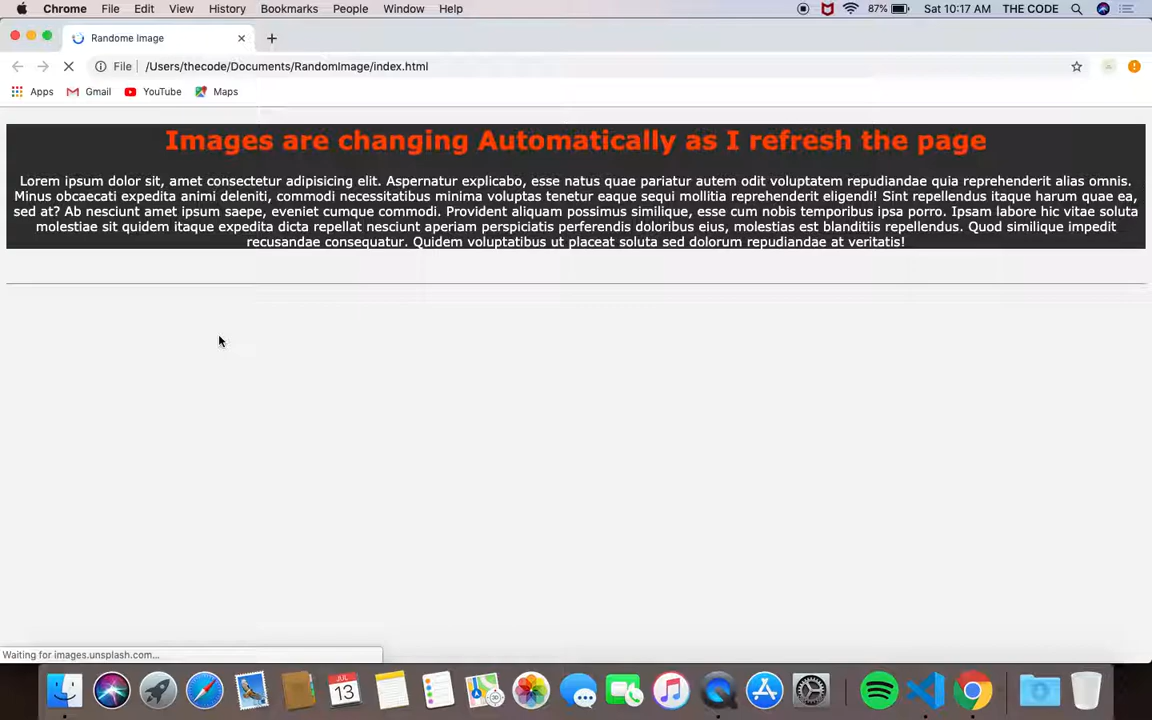 Chrome File Edit View History Bookmarks People Window Help 87% Sat 10:17 AM THE CODE
Randome Image
File /Users/thecode/Documents/RandomImage/index.html
Apps Gmail YouTube Maps
Images are changing Automatically as I refresh the page
Lorem ipsum dolor sit, amet consectetur adipisicing elit. Aspernatur explicabo, esse natus quae pariatur autem odit voluptatem repudiandae quia reprehenderit alias omnis.
Minus obcaecati expedita animi deleniti, commodi necessitatibus minima voluptas tenetur eaque sequi mollitia reprehenderit eligendi! Sint repellendus itaque harum quae ea,
sed at? Ab nesciunt amet ipsum saepe, eveniet cumque commodi. Provident aliquam possimus similique, esse cum nobis temporibus ipsa porro. Ipsam labore hic vitae soluta
molestiae sit quidem itaque expedita dicta repellat nesciunt aperiam perspiciatis perferendis doloribus eius, molestias est blanditiis repellendus. Quod similique impedit
recusandae consequatur. Quidem voluptatibus ut placeat soluta sed dolorum repudiandae at veritatis!
Waiting for images.unsplash.com...
JUL
13